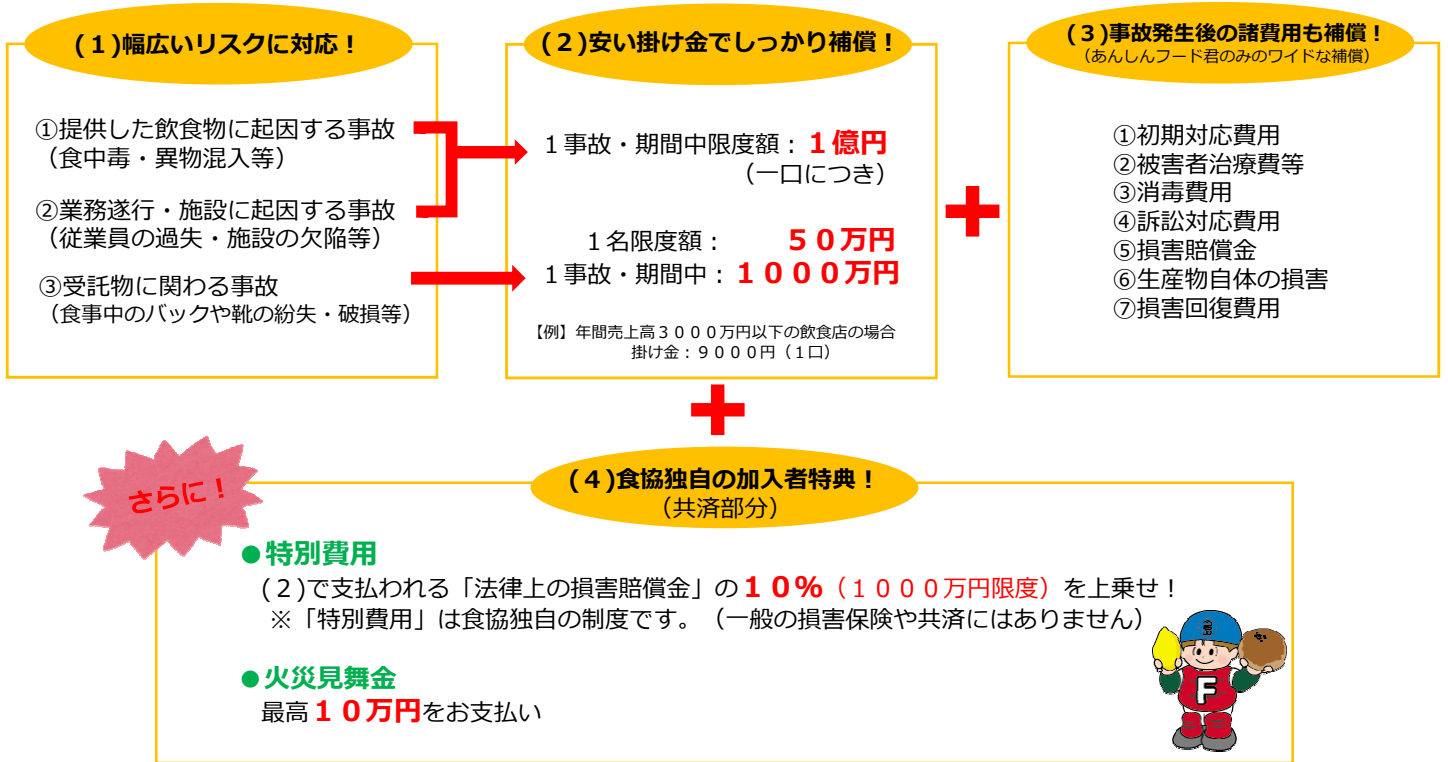 (１)幅広いリスクに対応！
①提供した飲食物に起因する事故
（食中毒・異物混入等）
②業務遂行・施設に起因する事故
（従業員の過失・施設の欠陥等）
③受託物に関わる事故
（食事中のバックや靴の紛失・破損等）
(２)安い掛け金でしっかり補償！
１事故・期間中限度額：１億円
（一口につき）
１名限度額：　５０万円
１事故・期間中：１０００万円
【例】年間売上高３０００万円以下の飲食店の場合
掛け金：９０００円（１口）
(３)事故発生後の諸費用も補償！
（あんしんフード君のみのワイドな補償）
①初期対応費用
②被害者治療費等
③消毒費用
④訴訟対応費用
⑤損害賠償金
⑥生産物自体の損害
⑦損害回復費用
さらに！
(４)食協独自の加入者特典！
（共済部分）
●特別費用
(２)で支払われる「法律上の損害賠償金」の１０％（１０００万円限度）を上乗せ！
※「特別費用」は食協独自の制度です。（一般の損害保険や共済にはありません）
●火災見舞金
最高１０万円をお支払い
F